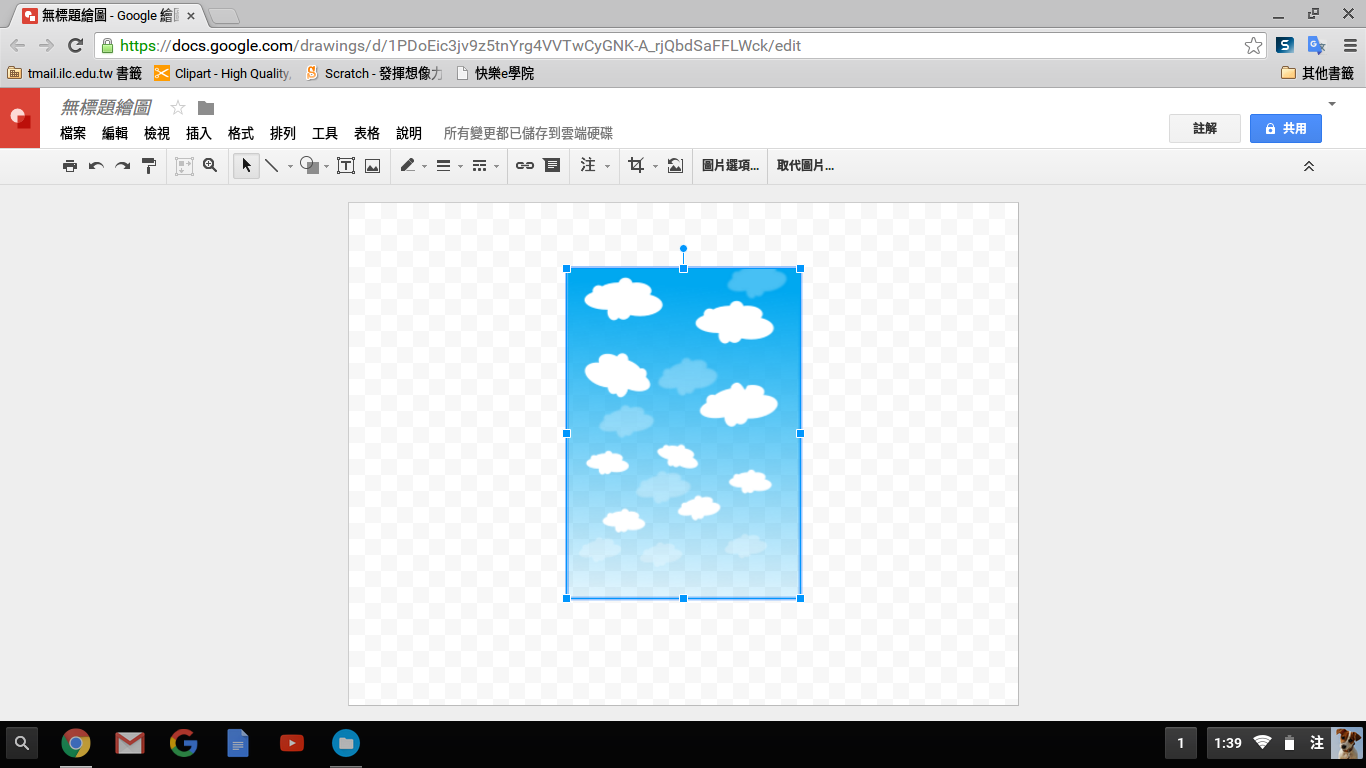 無標題繪圖 - Google 繪圖
https://docs.google.com/drawings/d/1PDoEic3jv9z5tnYrg4VVTwCyGNK-A_rjQbdSaFFLWck/edit
tmail.ilc.edu.tw 書籤 Clipart - High Quality, Scratch - 發揮想像力 快樂e學院 其他書籤
無標題繪圖
檔案 編輯 檢視 插入 格式 排列 工具 表格 說明 所有變更都已儲存到雲端硬碟
註解 共用
注 圖片選項... 取代圖片...
1 1:39 注